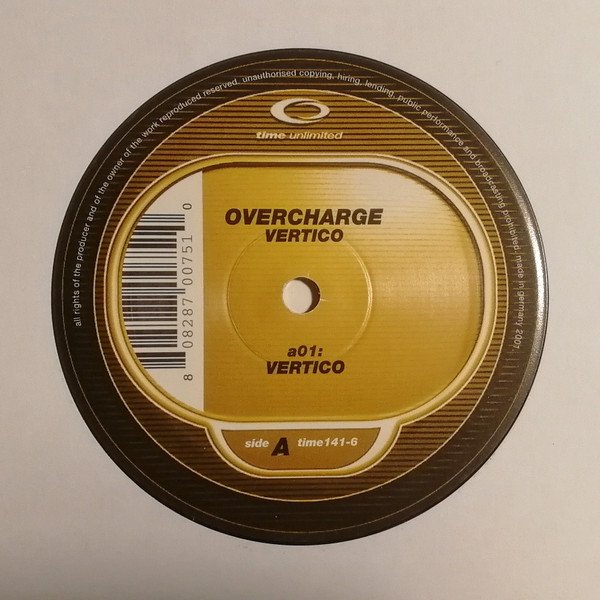 all rights of the producer and of the owner of the work reproduced reserved. unauthorised copying, hiring, lending, public performance and broadcasting prohibited. made in germany 2001
time unlimited
OVERCHARGE
VERTICO
8 08287 00751 0
a01:
VERTICO
side A time141-6